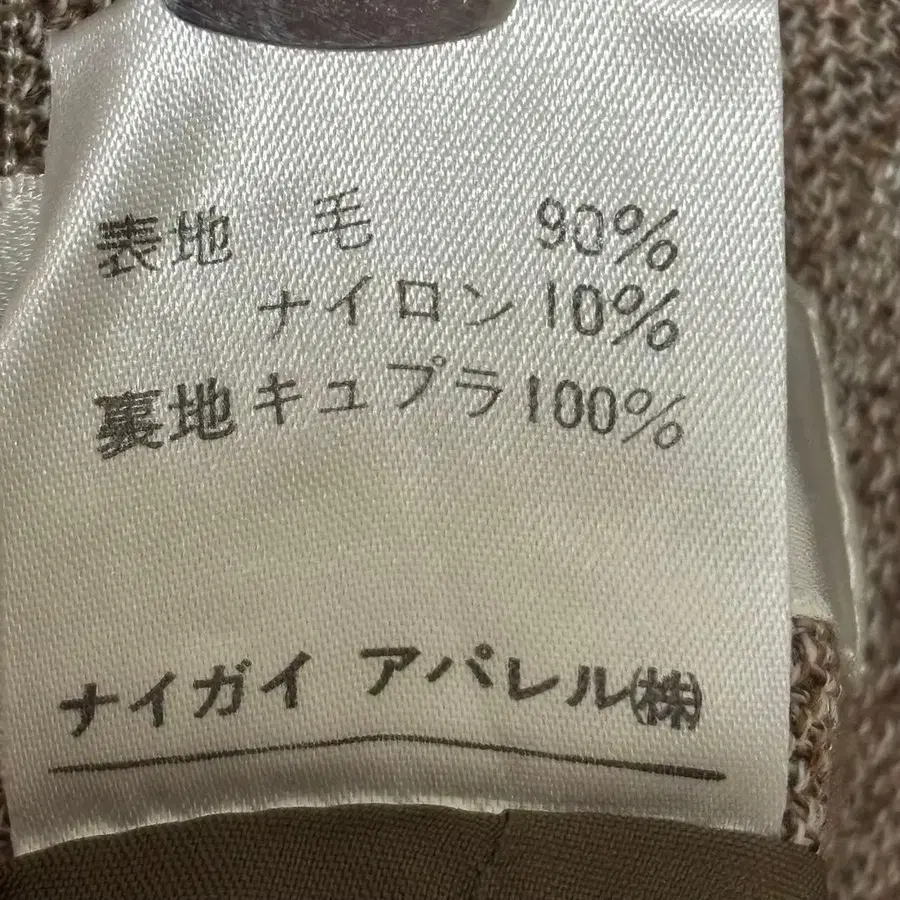 表地 毛 90%
ナイロン 10%
裏地 キュプラ 100%
ナイガイ アパレル㈱